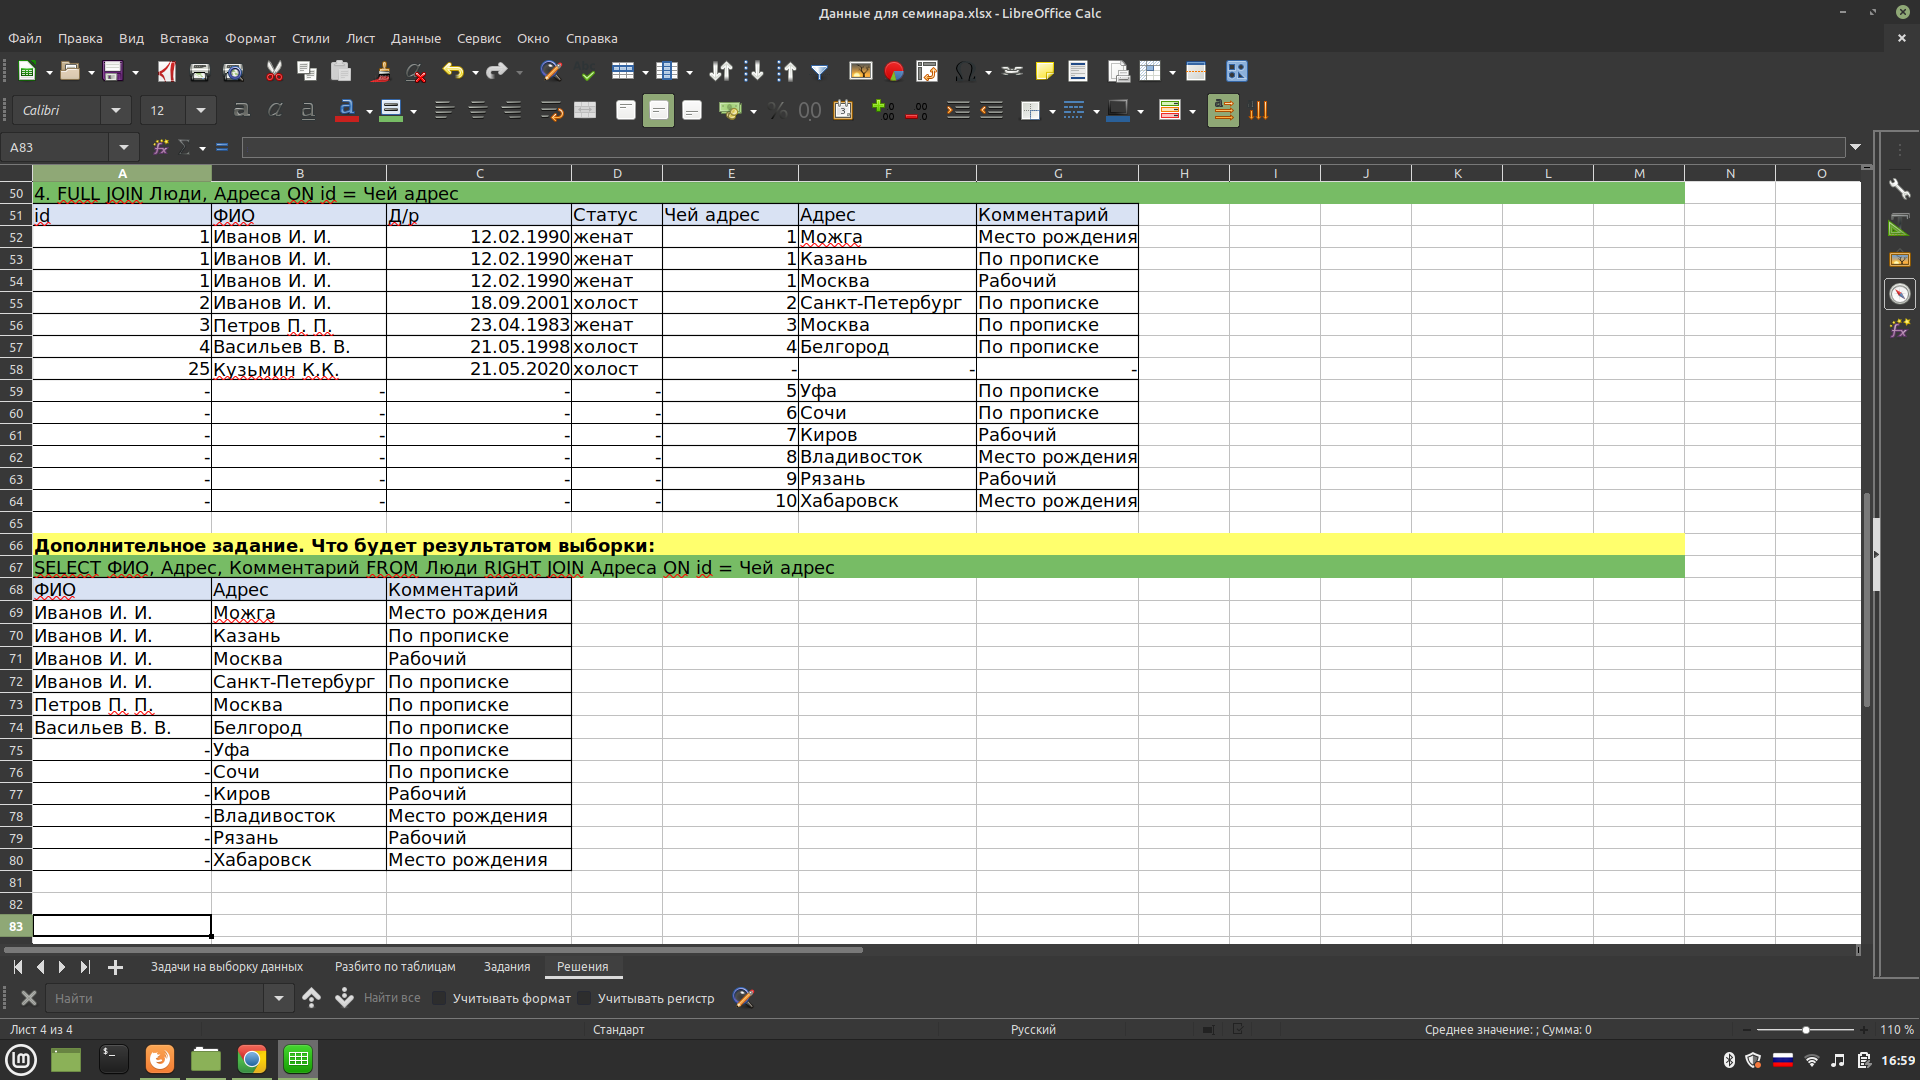 Данные для семинара.xlsx - LibreOffice Calc
Файл Правка Вид Вставка Формат Стили Лист Данные Сервис Окно Справка
Calibri 12
A83
A B C D E F G H I J K L M N O
50 4. FULL JOIN Люди, Адреса ON id = Чей адрес
51 id ФИО Д/р Статус Чей адрес Адрес Комментарий
52 1 Иванов И. И. 12.02.1990 женат 1 Можга Место рождения
53 1 Иванов И. И. 12.02.1990 женат 1 Казань По прописке
54 1 Иванов И. И. 12.02.1990 женат 1 Москва Рабочий
55 2 Иванов И. И. 18.09.2001 холост 2 Санкт-Петербург По прописке
56 3 Петров П. П. 23.04.1983 женат 3 Москва По прописке
57 4 Васильев В. В. 21.05.1998 холост 4 Белгород По прописке
58 25 Кузьмин К.К. 21.05.2020 холост - - -
59 - - - - 5 Уфа По прописке
60 - - - - 6 Сочи По прописке
61 - - - - 7 Киров Рабочий
62 - - - - 8 Владивосток Место рождения
63 - - - - 9 Рязань Рабочий
64 - - - - 10 Хабаровск Место рождения
65
66 Дополнительное задание. Что будет результатом выборки:
67 SELECT ФИО, Адрес, Комментарий FROM Люди RIGHT JOIN Адреса ON id = Чей адрес
68 ФИО Адрес Комментарий
69 Иванов И. И. Можга Место рождения
70 Иванов И. И. Казань По прописке
71 Иванов И. И. Москва Рабочий
72 Иванов И. И. Санкт-Петербург По прописке
73 Петров П. П. Москва По прописке
74 Васильев В. В. Белгород По прописке
75 - Уфа По прописке
76 - Сочи По прописке
77 - Киров Рабочий
78 - Владивосток Место рождения
79 - Рязань Рабочий
80 - Хабаровск Место рождения
81
82
83
Задачи на выборку данных Разбито по таблицам Задания Решения
Найти Найти все Учитывать формат Учитывать регистр
Лист 4 из 4 Стандарт Русский Среднее значение: ; Сумма: 0 110 %
16:59